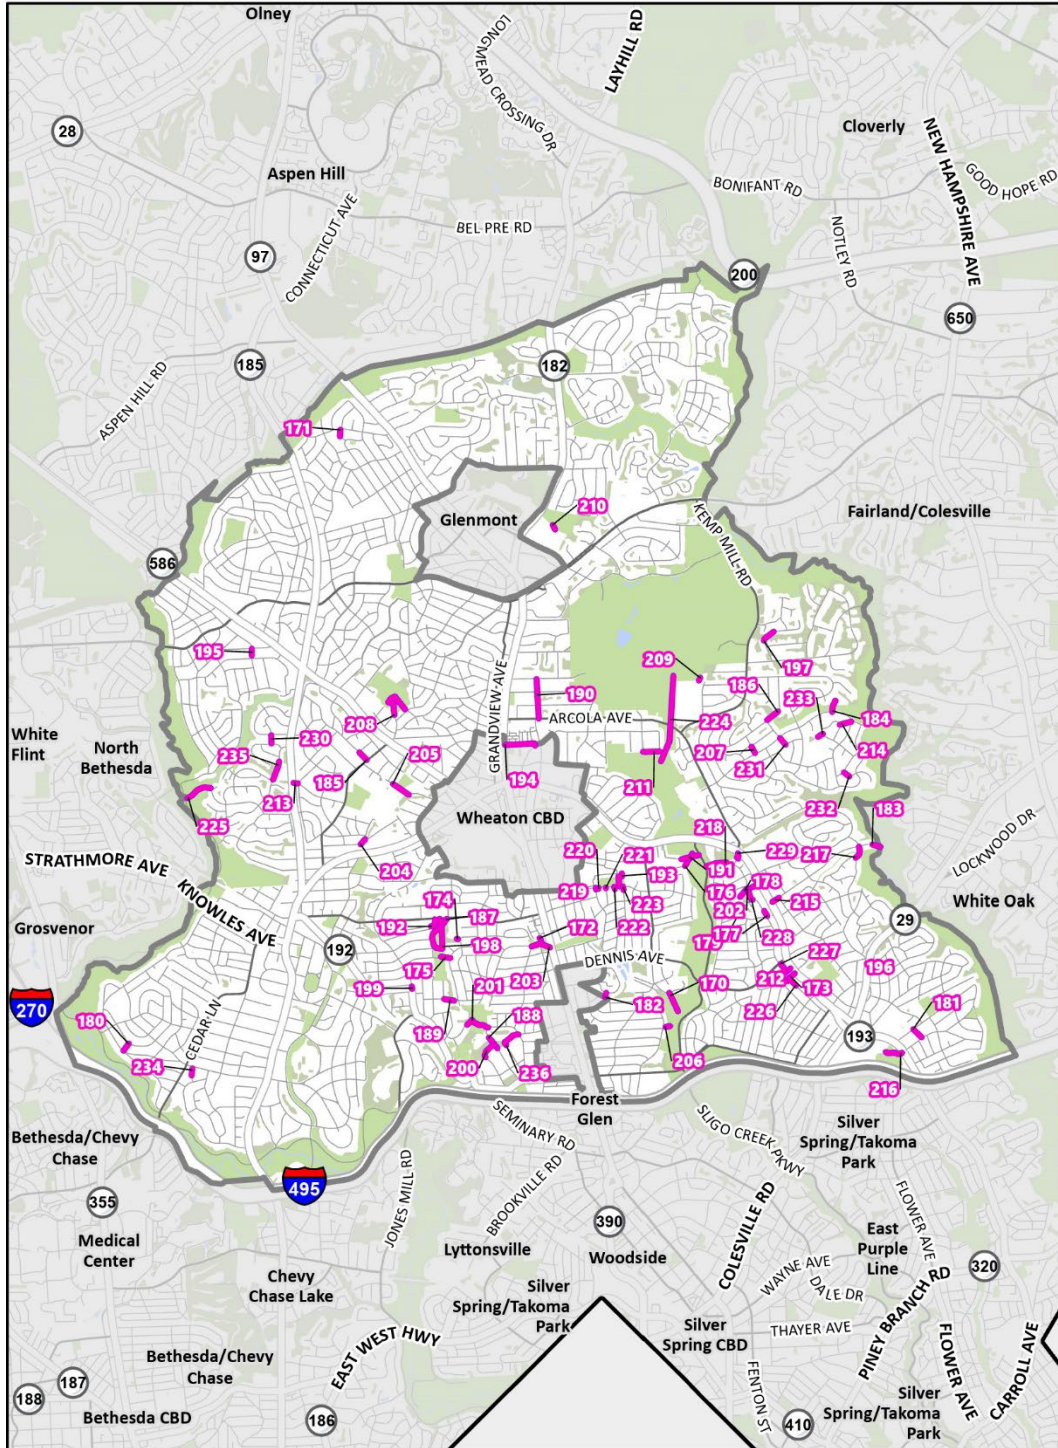 Olney
LONGMEAD CROSSING DR
LAYHILL RD
28
Cloverly
NEW HAMPSHIRE AVE
GOOD HOPE RD
Aspen Hill
BONIFANT RD
CONNECTICUT AVE
BEL PRE RD
NOTLEY RD
97
200
650
185
182
ASPEN HILL RD
171
210
Glenmont
KEMP MILL RD
Fairland/Colesville
586
195
197
209
186
233
190
GRANDVIEW AVE
ARCOLA AVE
208
224
184
White
Flint
North
Bethesda
230
235
205
207
214
185
194
231
213
211
225
232
Wheaton CBD
183
218
STRATHMORE AVE
204
220
221
229
217
LOCKWOOD DR
KNOWLES AVE
193
191
219
176
178
174
223
202
215
White Oak
187
192
172
222
177
29
Grosvenor
179
228
198
192
227
DENNIS AVE
196
175
203
212
173
199
201
170
270
182
226
181
188
189
193
180
CEDAR LN
206
234
200
236
216
Forest
Glen
SEMINARY RD
SLIGO CREEK PKWY
Silver
Spring/Takoma
Park
Bethesda/Chevy
Chase
495
JONES MILL RD
BROOKVILLE RD
COLESVILLE RD
FLOWER AVE
355
390
Medical
Center
Lyttonsville
Woodside
East
Purple
Line
WAYNE AVE
320
Chevy
Chase Lake
DALE DR
Silver
Spring/Takoma
Park
Silver
Spring CBD
THAYER AVE
PINEY BRANCH RD
EAST WEST HWY
Bethesda/Chevy
Chase
FLOWER AVE
CARROLL AVE
187
FENTON ST
188
Bethesda CBD
186
410
Silver
Spring/Takoma
Park